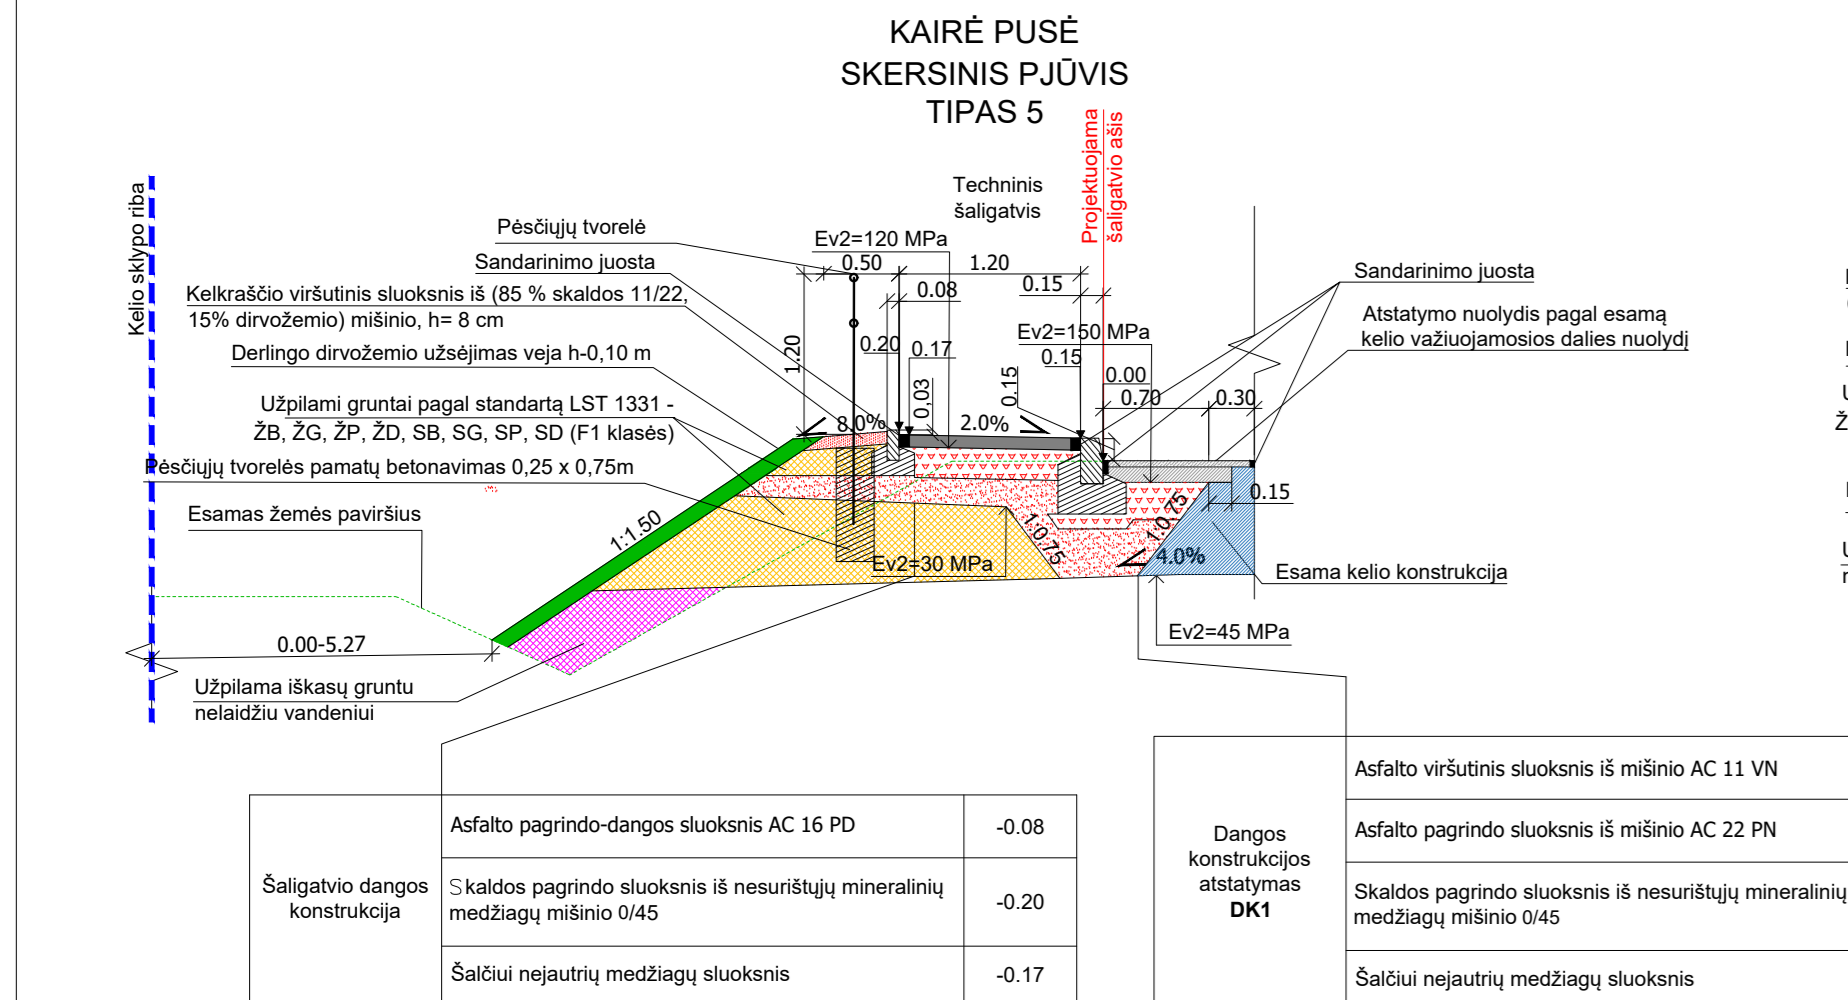 KAIRĖ PUSĖ
SKERSINIS PJŪVIS
TIPAS 5
Kelio sklypo riba
Projektuojama
šaligatvio ašis
Techninis
šaligatvis
Pėsčiųjų tvorelė
Sandarinimo juosta
Kelkraščio viršutinis sluoksnis iš (85 % skaldos 11/22,
15% dirvožemio) mišinio, h= 8 cm
Derlingo dirvožemio užsėjimas veja h-0,10 m
Užpilami gruntai pagal standartą LST 1331 -
ŽB, ŽG, ŽP, ŽD, SB, SG, SP, SD (F1 klasės)
Pėsčiųjų tvorelės pamatų betonavimas 0,25 x 0,75m
Esamas žemės paviršius
Ev2=120 MPa
0.50
1.20
0.08
0.15
Ev2=150 MPa
1.20
0.20
0.17
0.15
0.15
0,03
0.00
0.70
0.30
8.0%
2.0%
Sandarinimo juosta
Atstatymo nuolydis pagal esamą
kelio važiuojamosios dalies nuolydį
0.15
1:1.50
1:0.75
1:0.75
4.0%
Ev2=30 MPa
Esama kelio konstrukcija
Ev2=45 MPa
0.00-5.27
Užpilama iškasų gruntu
nelaidžiu vandeniui
Šaligatvio dangos
konstrukcija
Asfalto pagrindo-dangos sluoksnis AC 16 PD
-0.08
Skaldos pagrindo sluoksnis iš nesurištųjų mineralinių
medžiagų mišinio 0/45
-0.20
Šalčiui nejautrių medžiagų sluoksnis
-0.17
Dangos
konstrukcijos
atstatymas
DK1
Asfalto viršutinis sluoksnis iš mišinio AC 11 VN
Asfalto pagrindo sluoksnis iš mišinio AC 22 PN
Skaldos pagrindo sluoksnis iš nesurištųjų mineralinių
medžiagų mišinio 0/45
Šalčiui nejautrių medžiagų sluoksnis